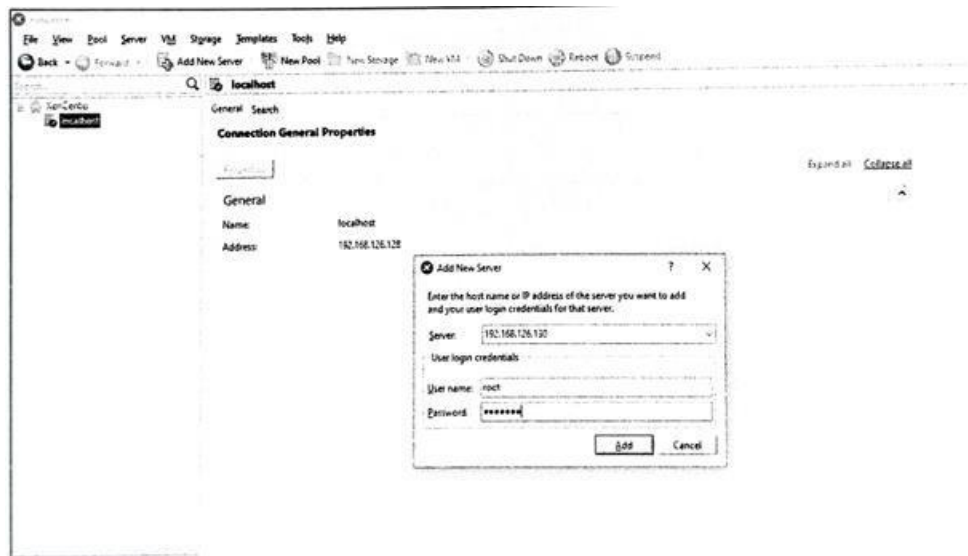 File View Pool Server VM Storage Templates Tools Help
Back Forward Add New Server New Pool New Storage New VM Shut Down Reboot Suspend
XenCenter
localhost
localhost
General Search
Connection General Properties
Expand all Collapse all
General
Name: localhost
Address: 192.168.126.128
Add New Server ? X
Enter the host name or IP address of the server you want to add
and your user login credentials for that server.
Server: 192.168.126.130
User login credentials
User name: root
Password: •••••••
Add Cancel